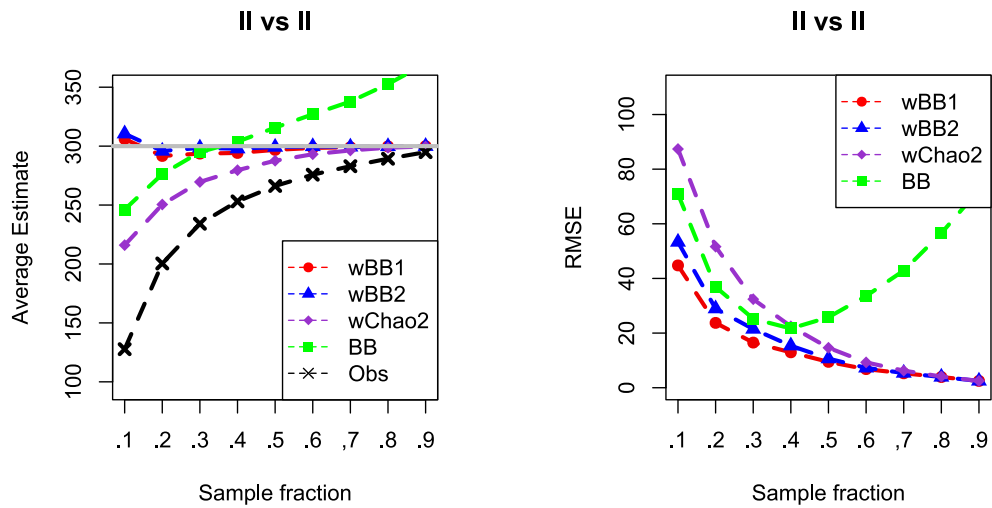 II vs II
Average Estimate
350
300
250
200
150
100
wBB1
wBB2
wChao2
BB
Obs
.1 .2 .3 .4 .5 .6 ,7 .8 .9
Sample fraction
II vs II
RMSE
100
80
60
40
20
0
wBB1
wBB2
wChao2
BB
.1 .2 .3 .4 .5 .6 ,7 .8 .9
Sample fraction